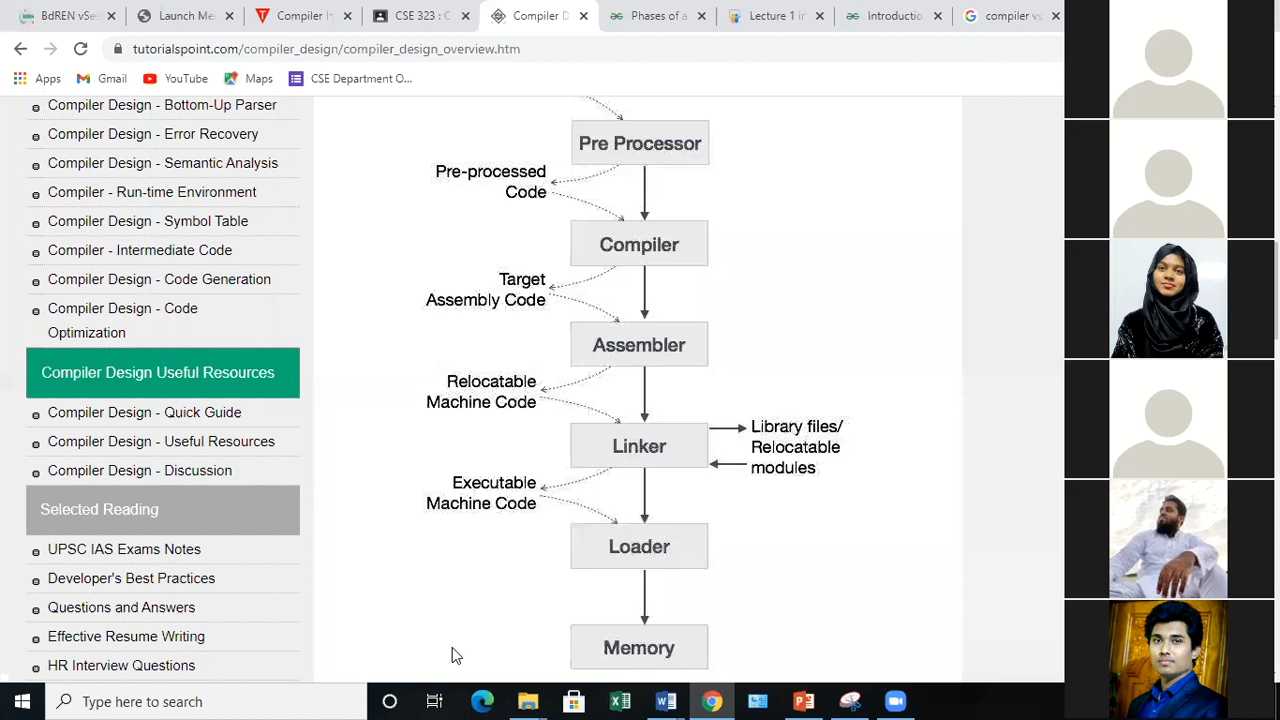 BdREN vSe
Launch Me
Compiler I
CSE 323 : C
Compiler D
Phases of a
Lecture 1 i
Introduction
compiler vs
tutorialspoint.com/compiler_design/compiler_design_overview.htm
Apps
Gmail
YouTube
Maps
CSE Department O...
Compiler Design - Bottom-Up Parser
Compiler Design - Error Recovery
Compiler Design - Semantic Analysis
Compiler - Run-time Environment
Compiler Design - Symbol Table
Compiler - Intermediate Code
Compiler Design - Code Generation
Compiler Design - Code
Optimization
Compiler Design Useful Resources
Compiler Design - Quick Guide
Compiler Design - Useful Resources
Compiler Design - Discussion
Selected Reading
UPSC IAS Exams Notes
Developer's Best Practices
Questions and Answers
Effective Resume Writing
HR Interview Questions
Pre Processor
Pre-processed
Code
Compiler
Target
Assembly Code
Assembler
Relocatable
Machine Code
Linker
Library files/
Relocatable
modules
Executable
Machine Code
Loader
Memory
Type here to search